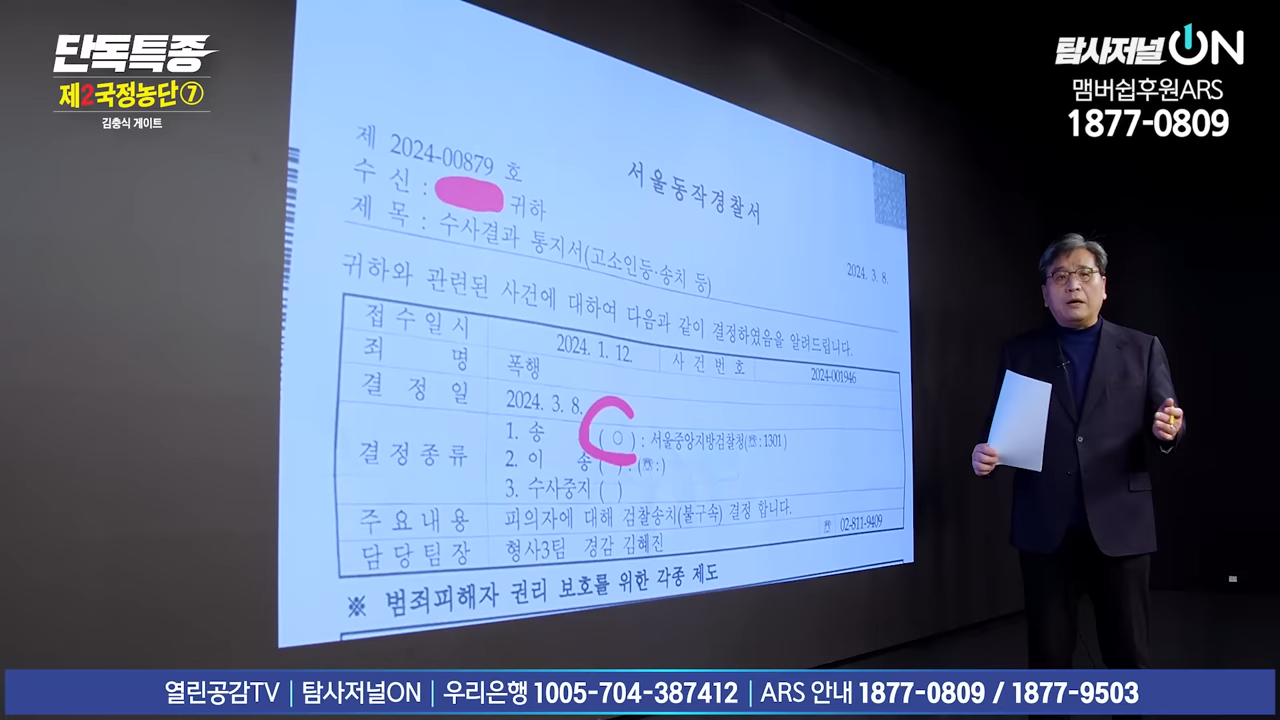 단독특종
제2국정농단⑦
김충식 게이트
탐사저널ON
맴버쉽후원ARS
1877-0809
서울동작경찰서
제 2024-00879 호
수 신 : 귀하
2024. 3. 8.
제 목 : 수사결과 통지서(고소인등·송치 등)
귀하와 관련된 사건에 대하여 다음과 같이 결정하였음을 알려드립니다.
접수일시 2024. 1. 12. 사건번호 2024-001946
죄 명 폭행
결 정 일 2024. 3. 8.
결정종류 1. 송 ( ○ ) : 서울중앙지방검찰청(☏ : 1301 )
2. 이 송 ( ) : (☏ : )
3. 수사중지 ( )
주요내용 피의자에 대해 검찰송치(불구속) 결정 합니다.
담당팀장 형사3팀 경감 김혜진 ☏ 02-811-9409
※ 범죄피해자 권리 보호를 위한 각종 제도
열린공감TV | 탐사저널ON | 우리은행 1005-704-387412 | ARS 안내 1877-0809 / 1877-9503